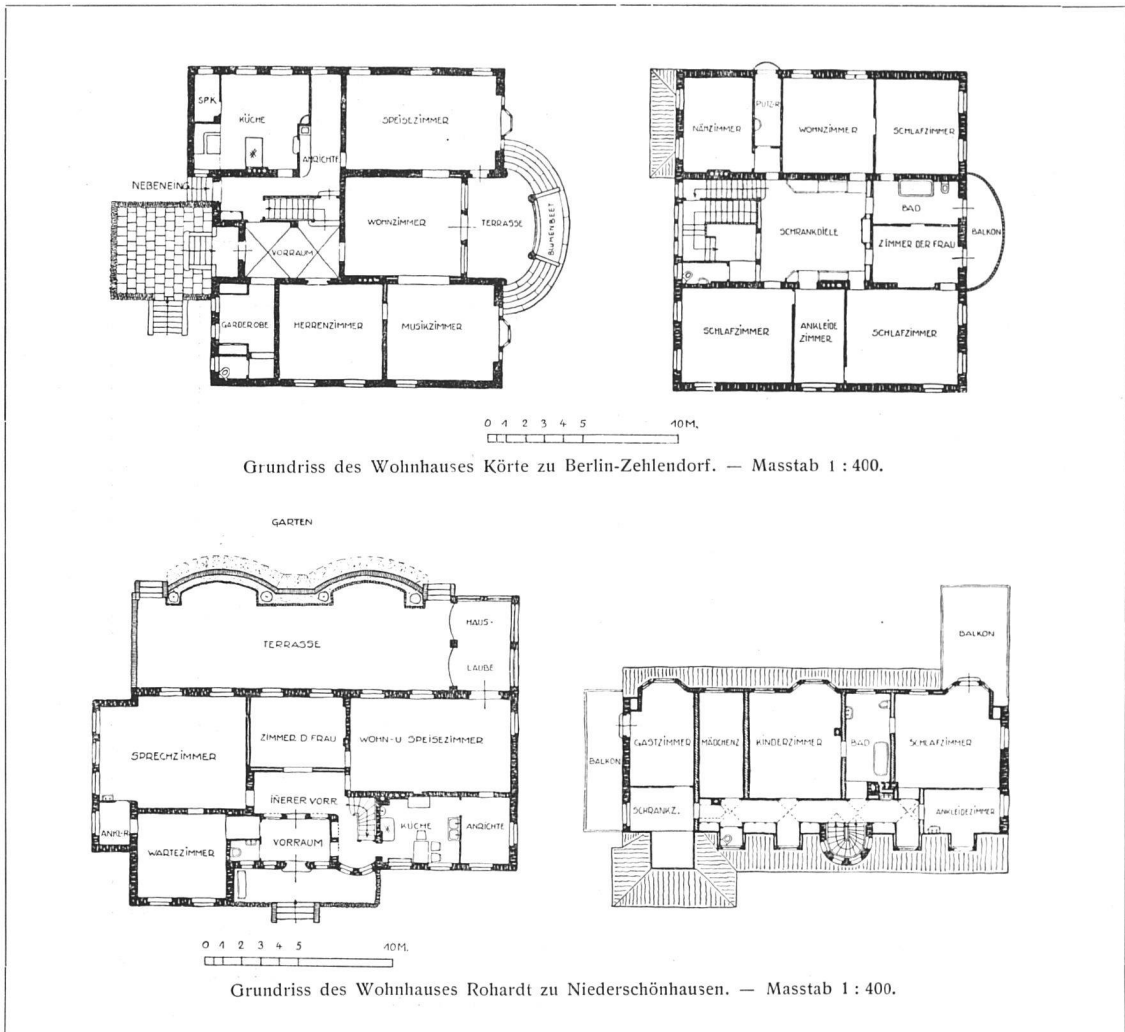 SP.K.
KÜCHE
ANRICHTE
SPEISEZIMMER
NEBENEING.
WOHNZIMMER
TERRASSE
BLUMENBEET
VORRAUM
GARDEROBE
HERRENZIMMER
MUSIKZIMMER
NÄHZIMMER
PUTZR.
WOHNZIMMER
SCHLAFZIMMER
SCHRANKDIELE
BAD
ZIMMER DER FRAU
BALKON
SCHLAFZIMMER
ANKLEIDE
ZIMMER
SCHLAFZIMMER
0 1 2 3 4 5 10 M.
Grundriss des Wohnhauses Körte zu Berlin-Zehlendorf. — Masstab 1 : 400.
GARTEN
TERRASSE
HAUS-
LAUBE
SPRECHZIMMER
ZIMMER D FRAU
WOHN-U SPEISEZIMMER
IÑERER VORR.
ANKL-R.
WARTEZIMMER
VORRAUM
KÜCHE
ANRICHTE
BALKON
BALKON
GASTZIMMER
MÄDCHENZ
KINDERZIMMER
BAD
SCHLAFZIMMER
SCHRANKZ.
ANKLEIDEZIMMER
0 1 2 3 4 5 10 M.
Grundriss des Wohnhauses Rohardt zu Niederschönhausen. — Masstab 1 : 400.